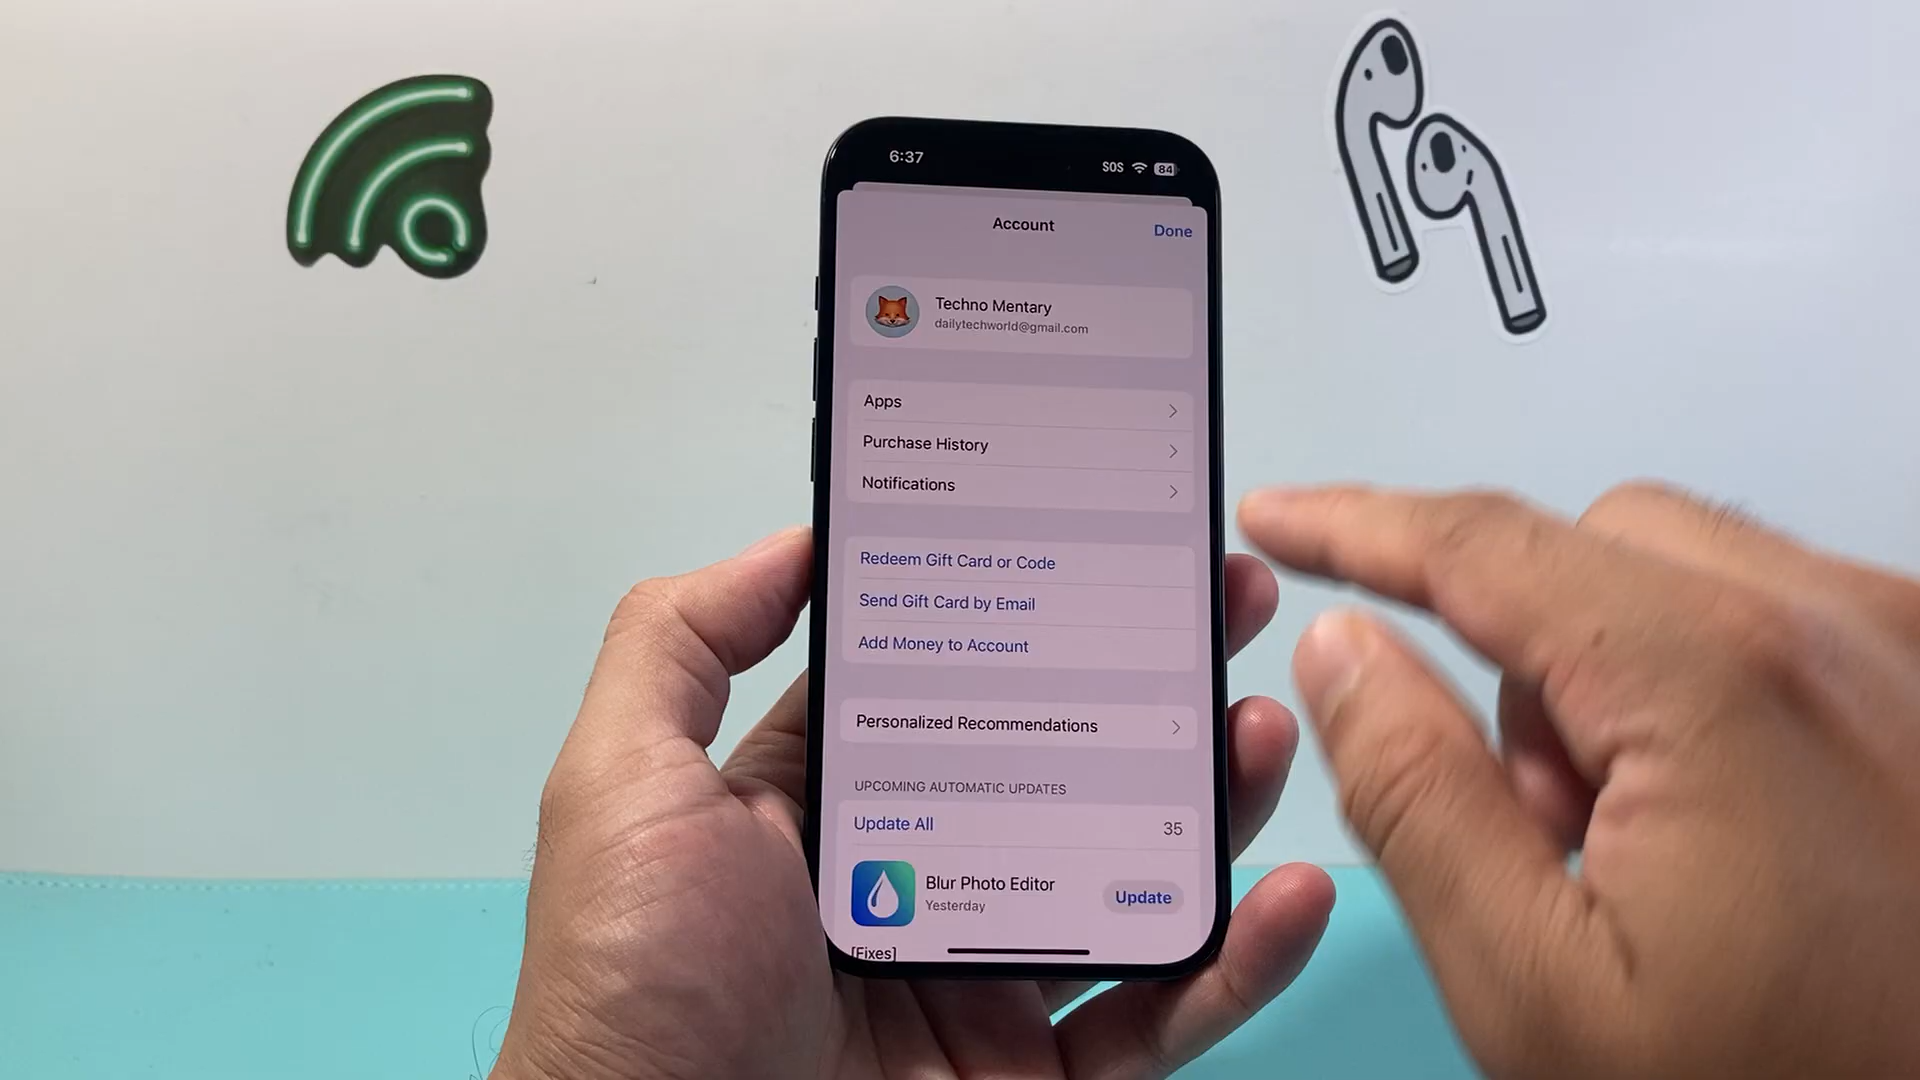 6:37
SOS
84
Account
Done
Techno Mentary
dailytechworld@gmail.com
Apps
Purchase History
Notifications
Redeem Gift Card or Code
Send Gift Card by Email
Add Money to Account
Personalized Recommendations
UPCOMING AUTOMATIC UPDATES
Update All
35
Blur Photo Editor
Yesterday
Update
[Fixes]